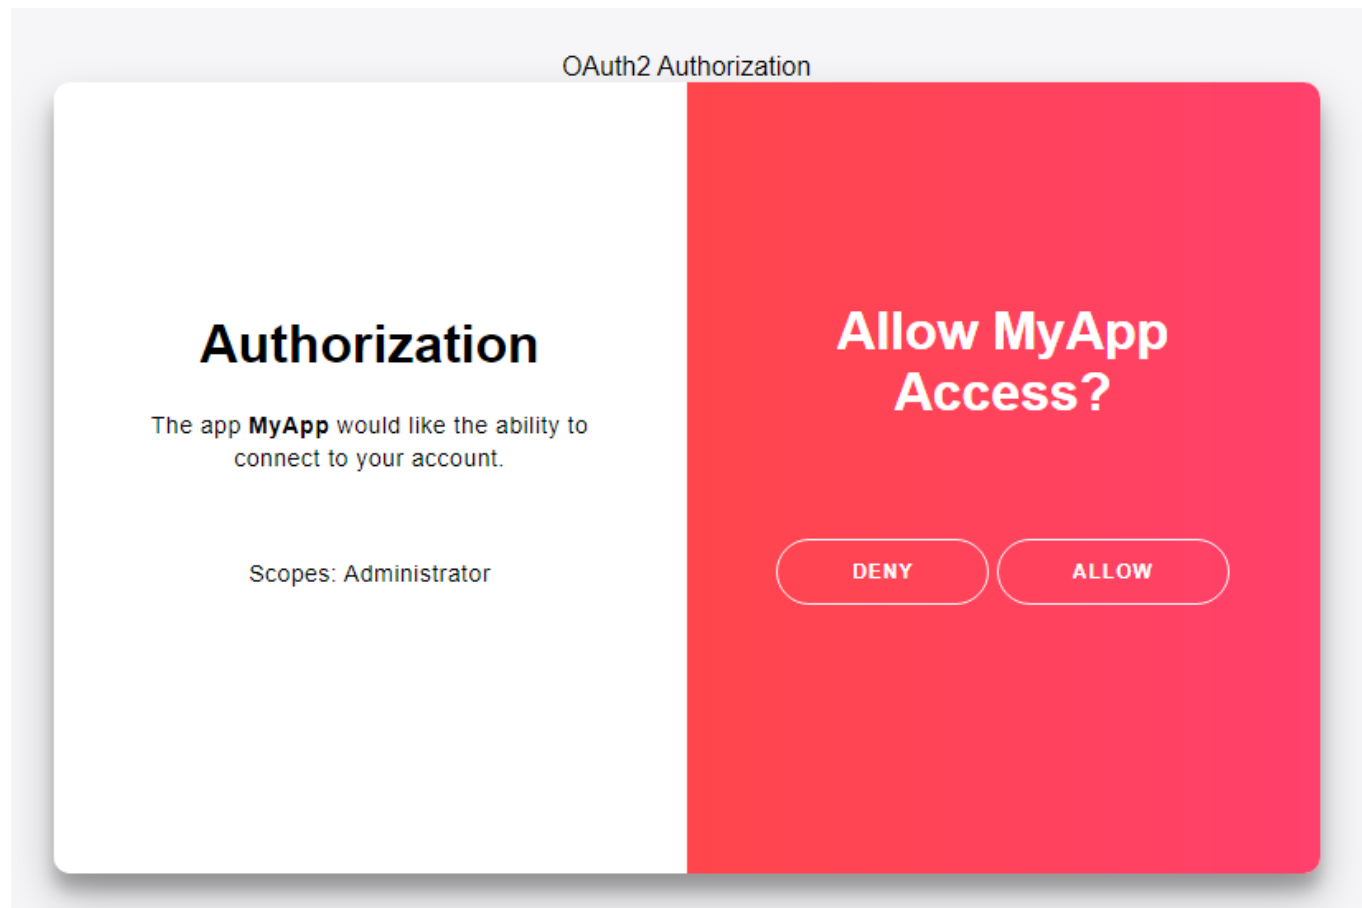 OAuth2 Authorization
Authorization
The app MyApp would like the ability to
connect to your account.
Scopes: Administrator
Allow MyApp
Access?
DENY
ALLOW